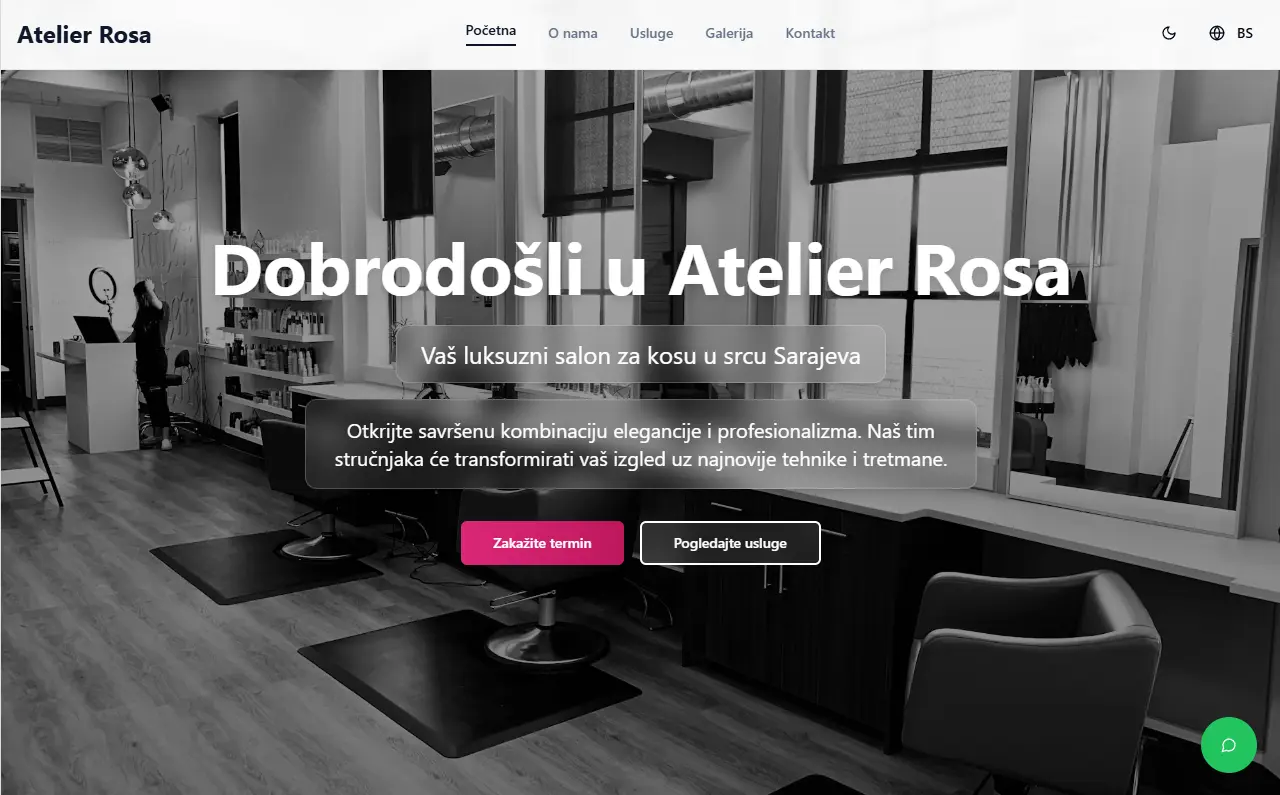 Atelier Rosa
Početna
O nama
Usluge
Galerija
Kontakt
BS
Dobrodošli u Atelier Rosa
Vaš luksuzni salon za kosu u srcu Sarajeva
Otkrijte savršenu kombinaciju elegancije i profesionalizma. Naš tim
stručnjaka će transformirati vaš izgled uz najnovije tehnike i tretmane.
Zakažite termin
Pogledajte usluge